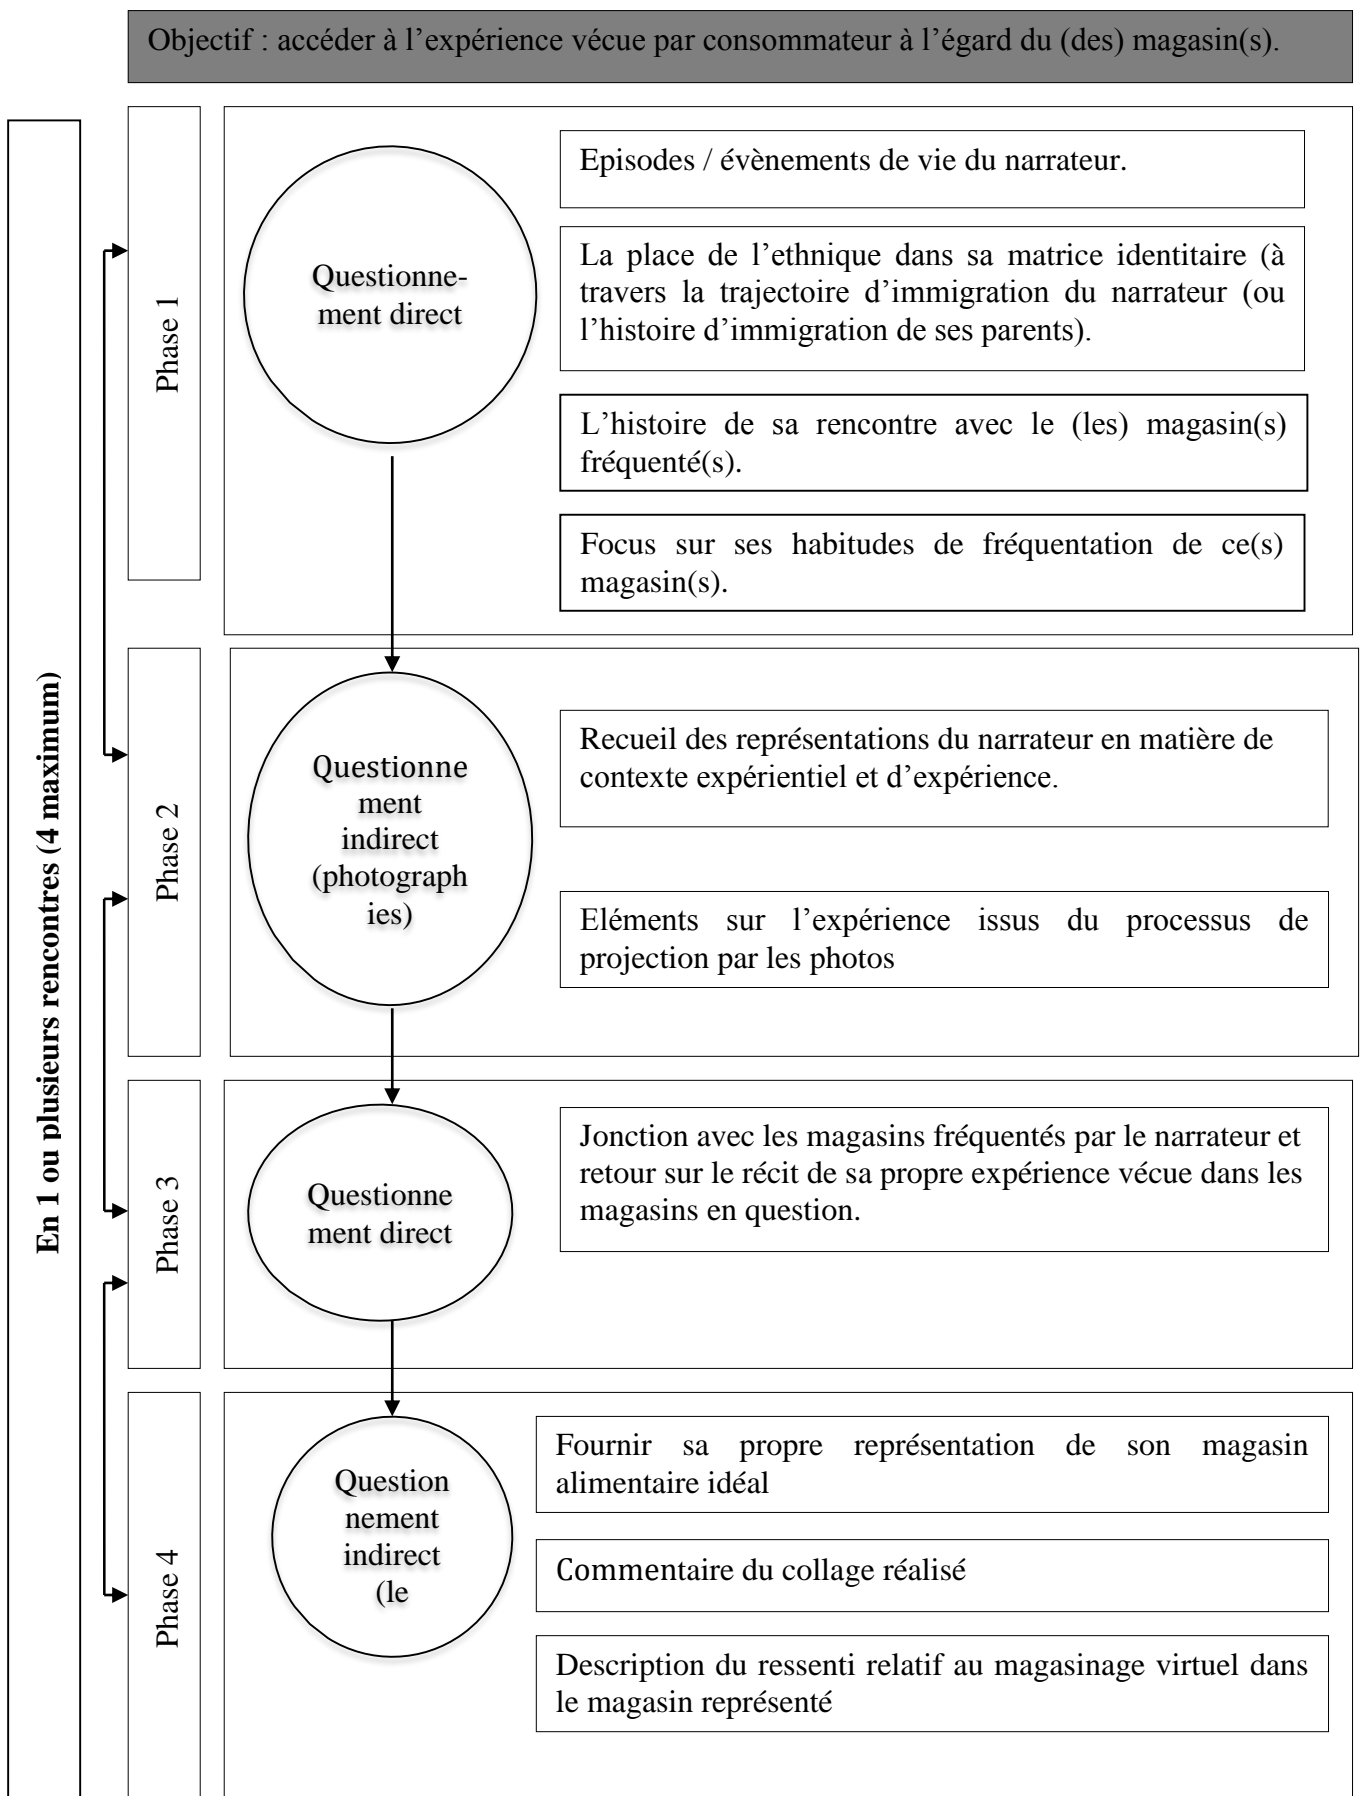 Objectif : accéder à l’expérience vécue par consommateur à l’égard du (des) magasin(s).
En 1 ou plusieurs rencontres (4 maximum)
Phase 1
Questionne-
ment direct
Episodes / évènements de vie du narrateur.
La place de l’ethnique dans sa matrice identitaire (à
travers la trajectoire d’immigration du narrateur (ou
l’histoire d’immigration de ses parents).
L’histoire de sa rencontre avec le (les) magasin(s)
fréquenté(s).
Focus sur ses habitudes de fréquentation de ce(s)
magasin(s).
Phase 2
Questionne
ment
indirect
(photograph
ies)
Recueil des représentations du narrateur en matière de
contexte expérientiel et d’expérience.
Eléments sur l’expérience issus du processus de
projection par les photos
Phase 3
Questionne
ment direct
Jonction avec les magasins fréquentés par le narrateur et
retour sur le récit de sa propre expérience vécue dans les
magasins en question.
Phase 4
Question
nement
indirect
(le
Fournir sa propre représentation de son magasin
alimentaire idéal
Commentaire du collage réalisé
Description du ressenti relatif au magasinage virtuel dans
le magasin représenté